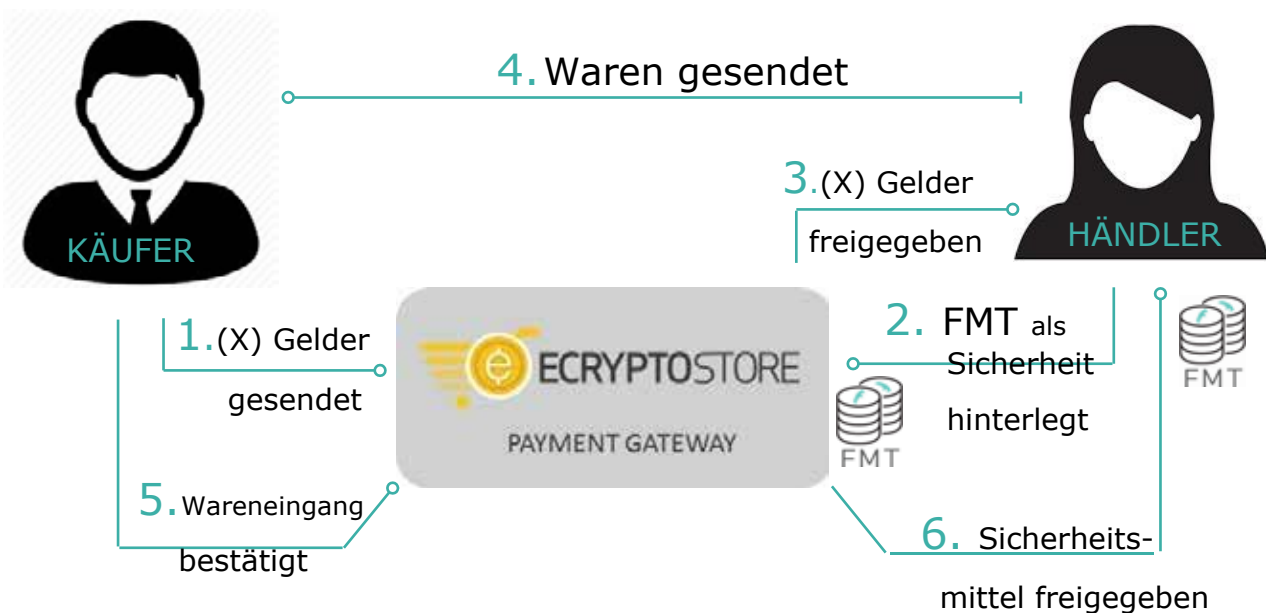 4. Waren gesendet
3.(X) Gelder
freigegeben
KÄUFER
HÄNDLER
1.(X) Gelder
gesendet
ECRYPTOSTORE
PAYMENT GATEWAY
2. FMT als
Sicherheit
hinterlegt
FMT
FMT
5. Wareneingang
bestätigt
6. Sicherheits-
mittel freigegeben